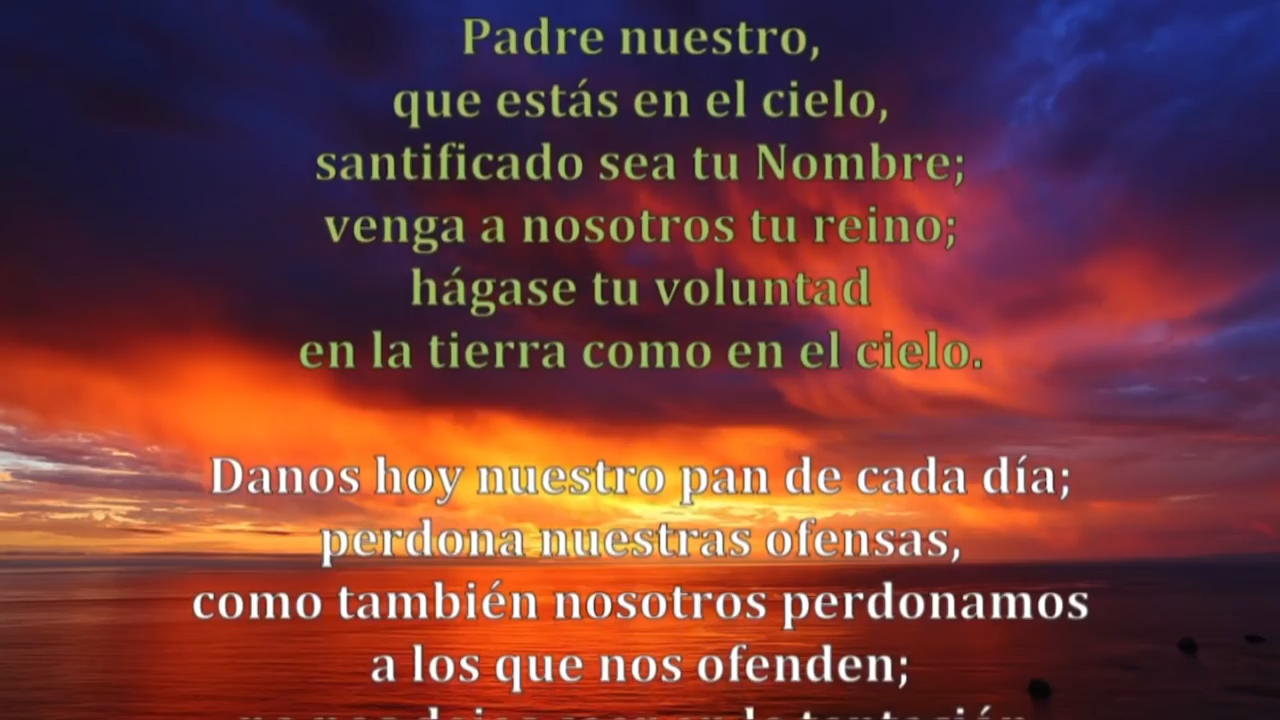 Padre nuestro,
que estás en el cielo,
santificado sea tu Nombre;
venga a nosotros tu reino;
hágase tu voluntad
en la tierra como en el cielo.
Danos hoy nuestro pan de cada día;
perdona nuestras ofensas,
como también nosotros perdonamos
a los que nos ofenden;